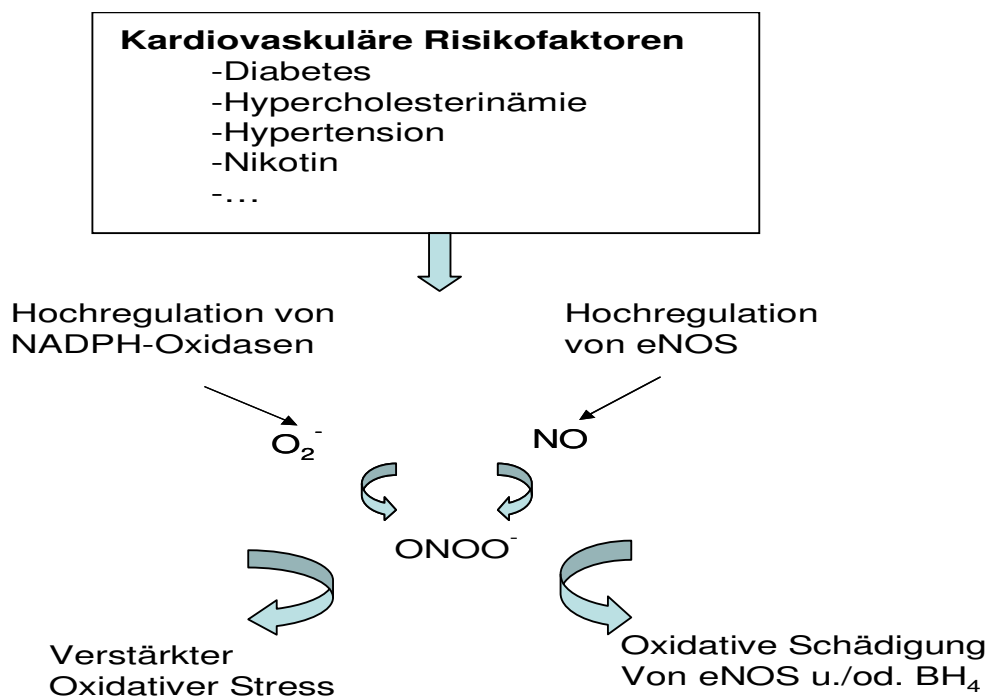 Kardiovaskuläre Risikofaktoren
-Diabetes
-Hypercholesterinämie
-Hypertension
-Nikotin
-…
Hochregulation von
NADPH-Oxidasen
Hochregulation
von eNOS
O₂⁻
NO
ONOO⁻
Verstärkter
Oxidativer Stress
Oxidative Schädigung
Von eNOS u./od. BH₄